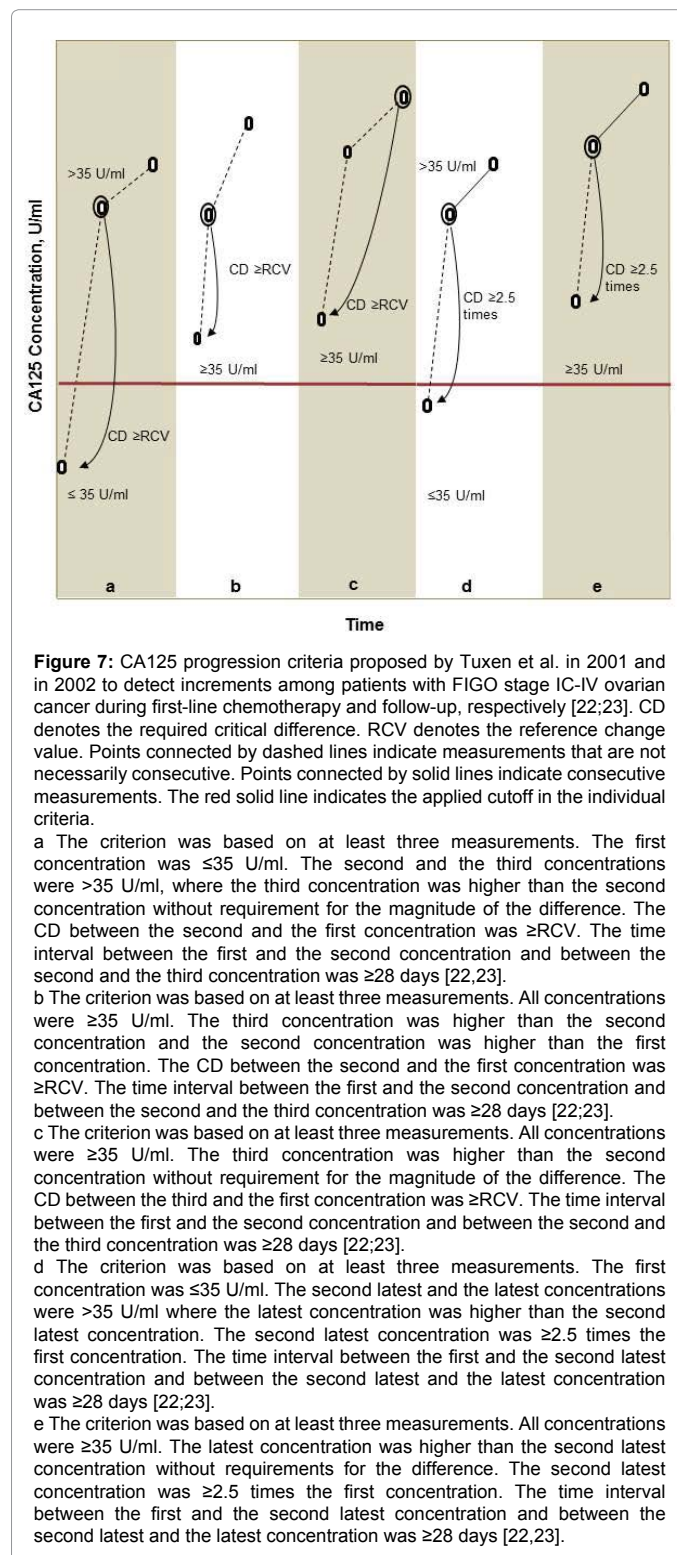 >35 U/ml
>35 U/ml
CD ≥RCV
CD ≥2.5
times
CD ≥2.5
times
CD ≥RCV
≥35 U/ml
≥35 U/ml
≥35 U/ml
CD ≥RCV
≤ 35 U/ml
≤35 U/ml
CA125 Concentration, U/ml
a
b
c
d
e
Time
Figure 7: CA125 progression criteria proposed by Tuxen et al. in 2001 and
in 2002 to detect increments among patients with FIGO stage IC-IV ovarian
cancer during first-line chemotherapy and follow-up, respectively [22;23]. CD
denotes the required critical difference. RCV denotes the reference change
value. Points connected by dashed lines indicate measurements that are not
necessarily consecutive. Points connected by solid lines indicate consecutive
measurements. The red solid line indicates the applied cutoff in the individual
criteria.
a The criterion was based on at least three measurements. The first
concentration was ≤35 U/ml. The second and the third concentrations
were >35 U/ml, where the third concentration was higher than the second
concentration without requirement for the magnitude of the difference. The
CD between the second and the first concentration was ≥RCV. The time
interval between the first and the second concentration and between the
second and the third concentration was ≥28 days [22,23].
b The criterion was based on at least three measurements. All concentrations
were ≥35 U/ml. The third concentration was higher than the second
concentration and the second concentration was higher than the first
concentration. The CD between the second and the first concentration was
≥RCV. The time interval between the first and the second concentration and
between the second and the third concentration was ≥28 days [22;23].
c The criterion was based on at least three measurements. All concentrations
were ≥35 U/ml. The third concentration was higher than the second
concentration without requirement for the magnitude of the difference. The
CD between the third and the first concentration was ≥RCV. The time interval
between the first and the second concentration and between the second and
the third concentration was ≥28 days [22;23].
d The criterion was based on at least three measurements. The first
concentration was ≤35 U/ml. The second latest and the latest concentrations
were >35 U/ml where the latest concentration was higher than the second
latest concentration. The second latest concentration was ≥2.5 times the
first concentration. The time interval between the first and the second latest
concentration and between the second latest and the latest concentration
was ≥28 days [22;23].
e The criterion was based on at least three measurements. All concentrations
were ≥35 U/ml. The latest concentration was higher than the second latest
concentration without requirements for the difference. The second latest
concentration was ≥2.5 times the first concentration. The time interval
between the first and the second latest concentration and between the
second latest and the latest concentration was ≥28 days [22,23].